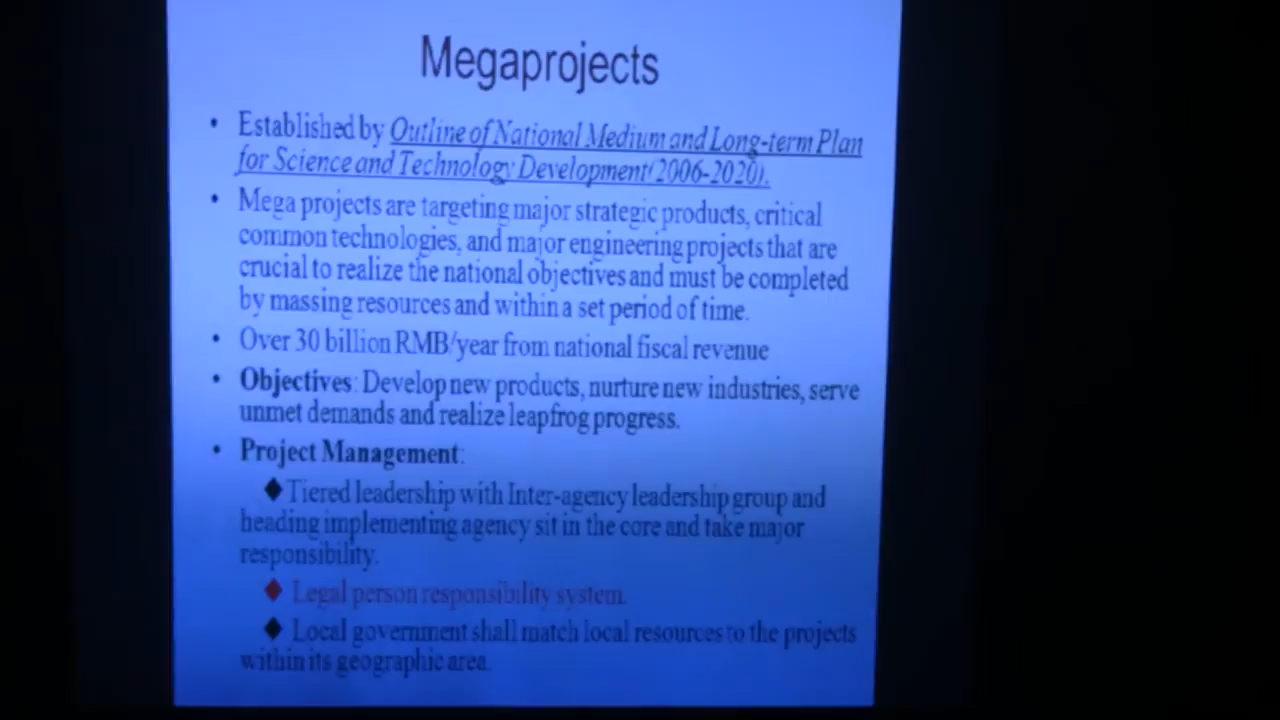 Megaprojects
• Established by Outline of National Medium and Long-term Plan
for Science and Technology Development(2006-2020).
• Mega projects are targeting major strategic products, critical
common technologies, and major engineering projects that are
crucial to realize the national objectives and must be completed
by massing resources and within a set period of time.
• Over 30 billion RMB/year from national fiscal revenue
• Objectives: Develop new products, nurture new industries, serve
unmet demands and realize leapfrog progress.
• Project Management:
◆Tiered leadership with Inter-agency leadership group and
heading implementing agency sit in the core and take major
responsibility.
◆ Legal person responsibility system.
◆ Local government shall match local resources to the projects
within its geographic area.